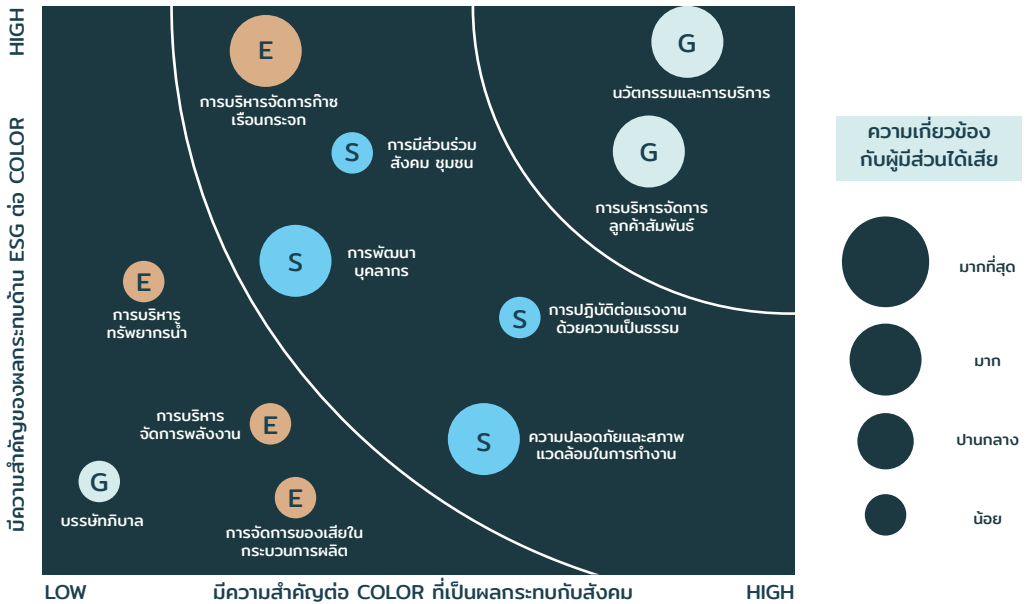 HIGH
มีความสำคัญของผลกระทบด้าน ESG ต่อ COLOR
E
การบริหารจัดการก๊าซ
เรือนกระจก
S
การมีส่วนร่วม
สังคม ชุมชน
G
นวัตกรรมและการบริการ
G
การบริหารจัดการ
ลูกค้าสัมพันธ์
S
การพัฒนา
บุคลากร
E
การบริหาร
ทรัพยากรน้ำ
S
การปฏิบัติต่อแรงงาน
ด้วยความเป็นธรรม
การบริหาร
จัดการพลังงาน
E
S
ความปลอดภัยและสภาพ
แวดล้อมในการทำงาน
G
บรรษัทภิบาล
E
การจัดการของเสียใน
กระบวนการผลิต
LOW
มีความสำคัญต่อ COLOR ที่เป็นผลกระทบกับสังคม
HIGH
ความเกี่ยวข้อง
กับผู้มีส่วนได้เสีย
มากที่สุด
มาก
ปานกลาง
น้อย